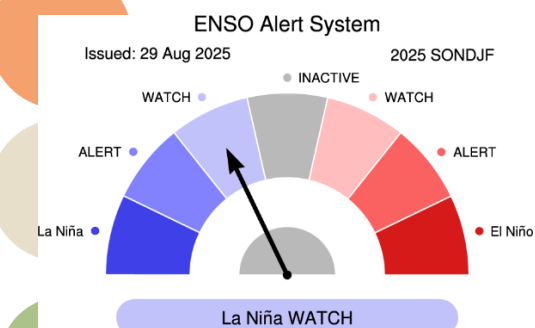 ENSO Alert System
Issued: 29 Aug 2025
2025 SONDJF
INACTIVE
WATCH
WATCH
ALERT
ALERT
La Niña
El Niño
La Niña WATCH